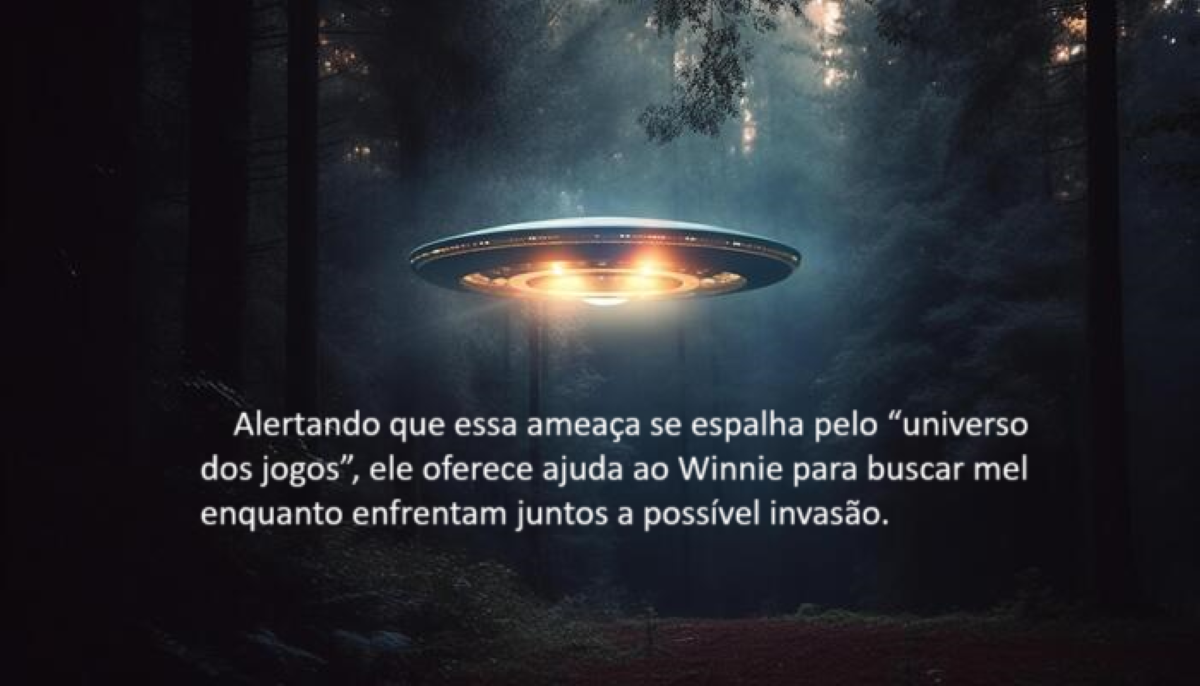 Alertando que essa ameaça se espalha pelo “universo
dos jogos”, ele oferece ajuda ao Winnie para buscar mel
enquanto enfrentam juntos a possível invasão.